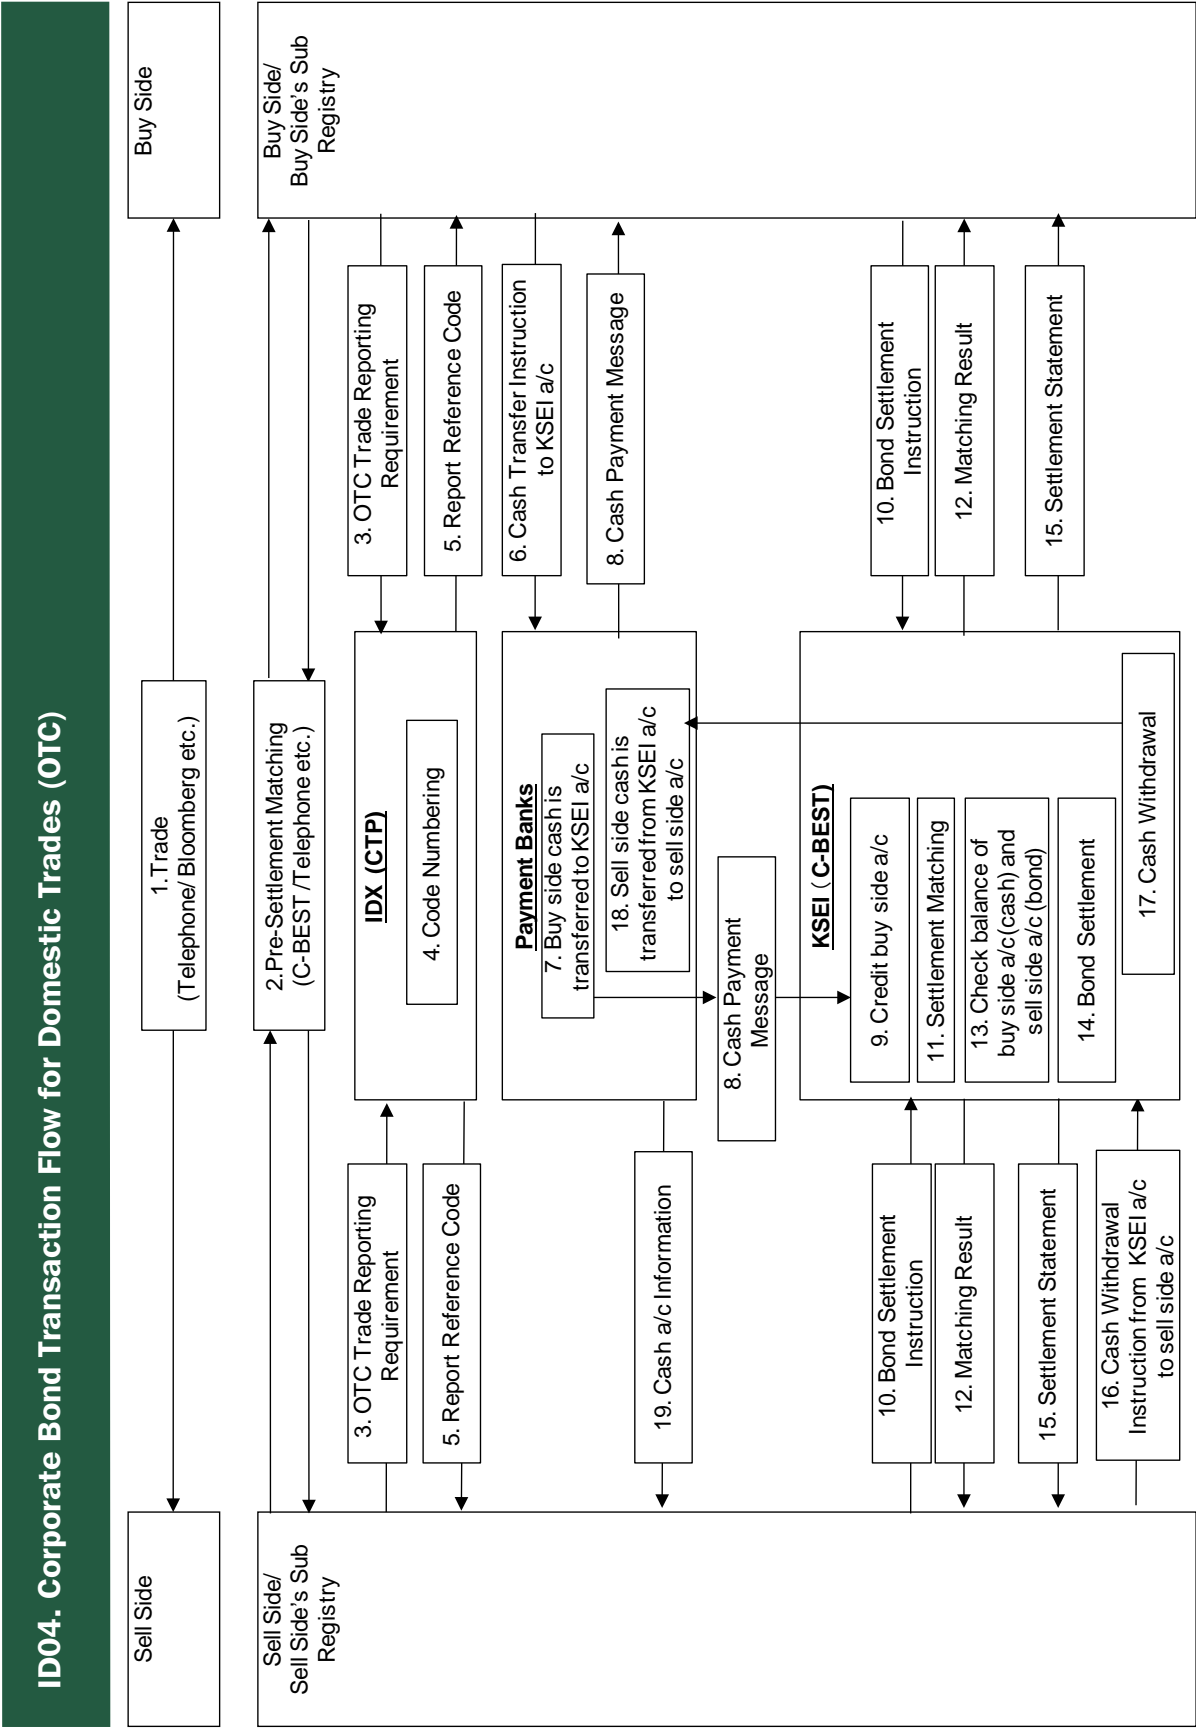 ID04. Corporate Bond Transaction Flow for Domestic Trades (OTC)
Sell Side
1.Trade
(Telephone/ Bloomberg etc.)
Buy Side
Sell Side/
Sell Side's Sub
Registry
2.Pre-Settlement Matching
(C-BEST /Telephone etc.)
Buy Side/
Buy Side's Sub
Registry
3. OTC Trade Reporting
Requirement
IDX (CTP)
3. OTC Trade Reporting
Requirement
4. Code Numbering
5. Report Reference Code
5. Report Reference Code
Payment Banks
6. Cash Transfer Instruction
to KSEI a/c
7. Buy side cash is
transferred to KSEI a/c
8. Cash Payment Message
18. Sell side cash is
transferred from KSEI a/c
to sell side a/c
19. Cash a/c Information
8. Cash Payment
Message
KSEI ( C-BEST)
9. Credit buy side a/c
10. Bond Settlement
Instruction
10. Bond Settlement
Instruction
11. Settlement Matching
12. Matching Result
12. Matching Result
13. Check balance of
buy side a/c(cash) and
sell side a/c (bond)
14. Bond Settlement
15. Settlement Statement
15. Settlement Statement
16. Cash Withdrawal
Instruction from KSEI a/c
to sell side a/c
17. Cash Withdrawal